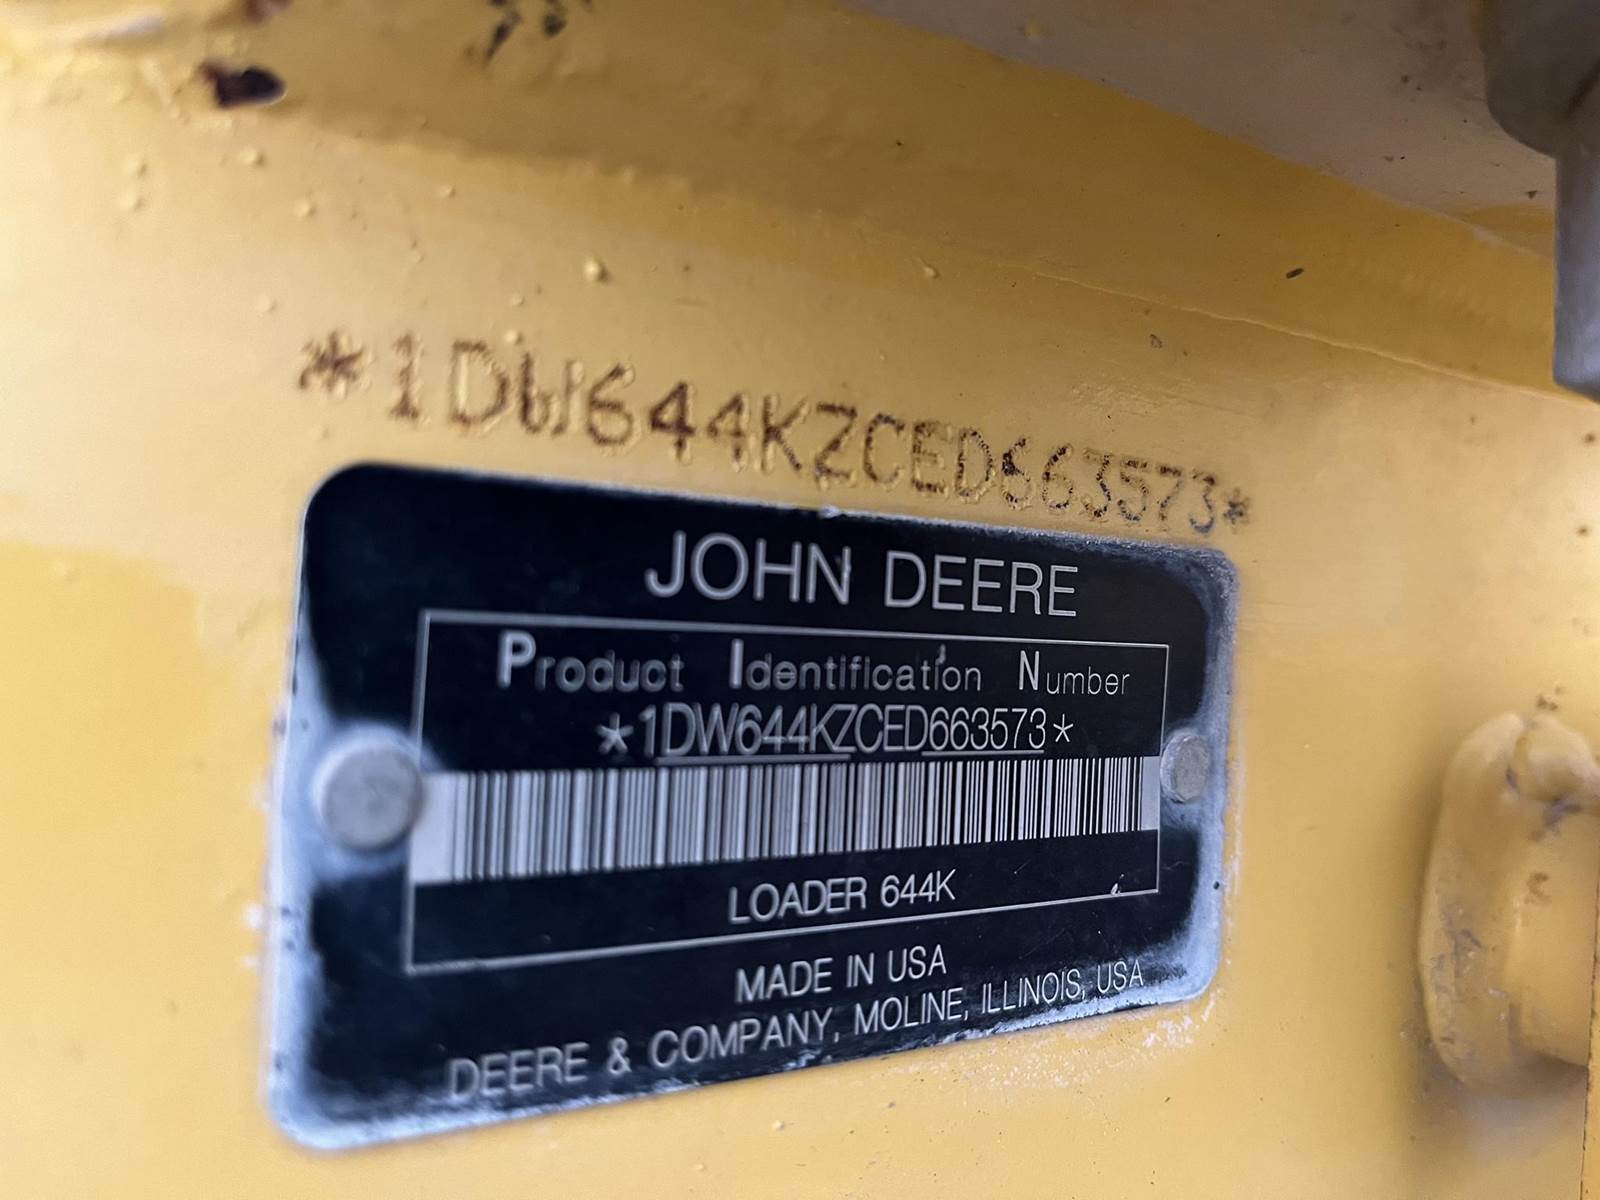 *1DW644KZCED663573*
JOHN DEERE
Product Identification Number
*1DW644KZCED663573*
LOADER 644K
MADE IN USA
DEERE & COMPANY, MOLINE, ILLINOIS, USA